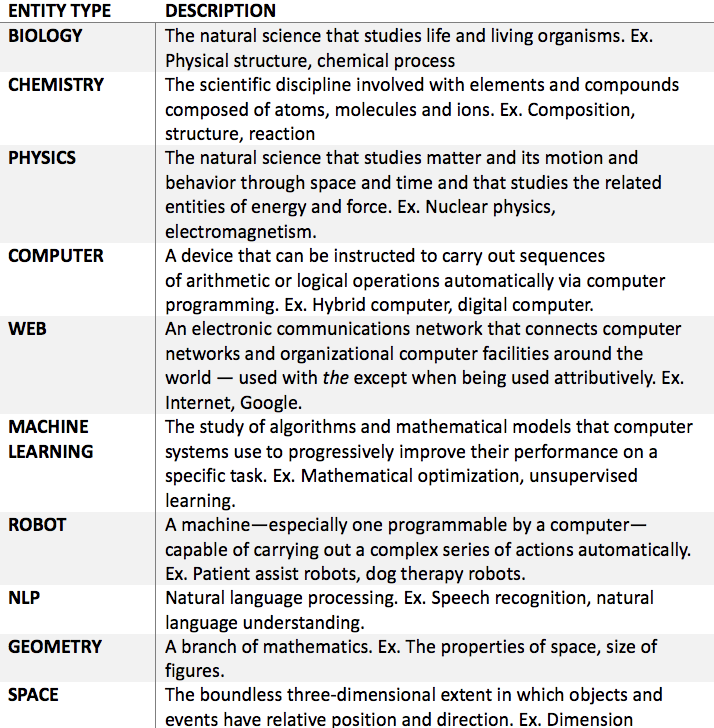 ENTITY TYPE DESCRIPTION
BIOLOGY The natural science that studies life and living organisms. Ex.
Physical structure, chemical process
CHEMISTRY The scientific discipline involved with elements and compounds
composed of atoms, molecules and ions. Ex. Composition,
structure, reaction
PHYSICS The natural science that studies matter and its motion and
behavior through space and time and that studies the related
entities of energy and force. Ex. Nuclear physics,
electromagnetism.
COMPUTER A device that can be instructed to carry out sequences
of arithmetic or logical operations automatically via computer
programming. Ex. Hybrid computer, digital computer.
WEB An electronic communications network that connects computer
networks and organizational computer facilities around the
world — used with the except when being used attributively. Ex.
Internet, Google.
MACHINE The study of algorithms and mathematical models that computer
LEARNING systems use to progressively improve their performance on a
specific task. Ex. Mathematical optimization, unsupervised
learning.
ROBOT A machine—especially one programmable by a computer—
capable of carrying out a complex series of actions automatically.
Ex. Patient assist robots, dog therapy robots.
NLP Natural language processing. Ex. Speech recognition, natural
language understanding.
GEOMETRY A branch of mathematics. Ex. The properties of space, size of
figures.
SPACE The boundless three-dimensional extent in which objects and
events have relative position and direction. Ex. Dimension